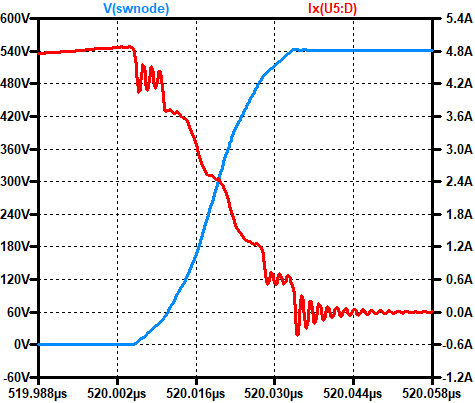 V(swnode) Ix(U5:D)
600V 5.4A
540V 4.8A
480V 4.2A
420V 3.6A
360V 3.0A
300V 2.4A
240V 1.8A
180V 1.2A
120V 0.6A
60V 0.0A
0V -0.6A
-60V -1.2A
519.988µs 520.002µs 520.016µs 520.030µs 520.044µs 520.058µs